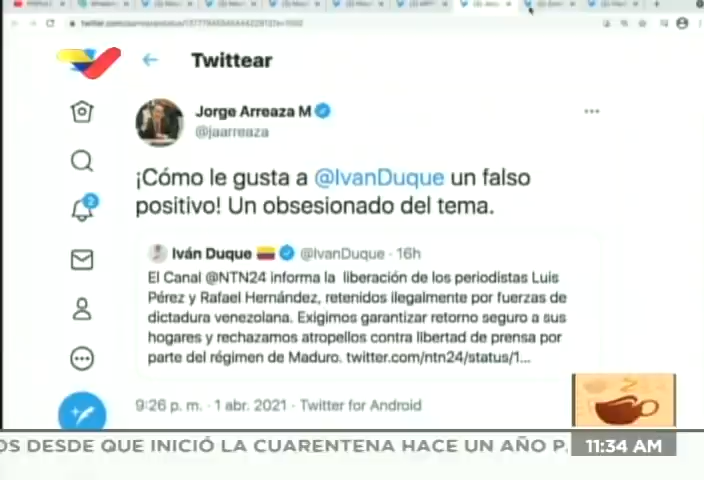 Twittear
Jorge Arreaza M
@jaarreaza
¡Cómo le gusta a @IvanDuque un falso
positivo! Un obsesionado del tema.
Iván Duque @IvanDuque · 16h
El Canal @NTN24 informa la liberación de los periodistas Luis
Pérez y Rafael Hernández, retenidos ilegalmente por fuerzas de
dictadura venezolana. Exigimos garantizar retorno seguro a sus
hogares y rechazamos atropellos contra libertad de prensa por
parte del régimen de Maduro. twitter.com/ntn24/status/1...
9:26 p. m. · 1 abr. 2021 · Twitter for Android
2
OS DESDE QUE INICIÓ LA CUARENTENA HACE UN AÑO P
11:34 AM